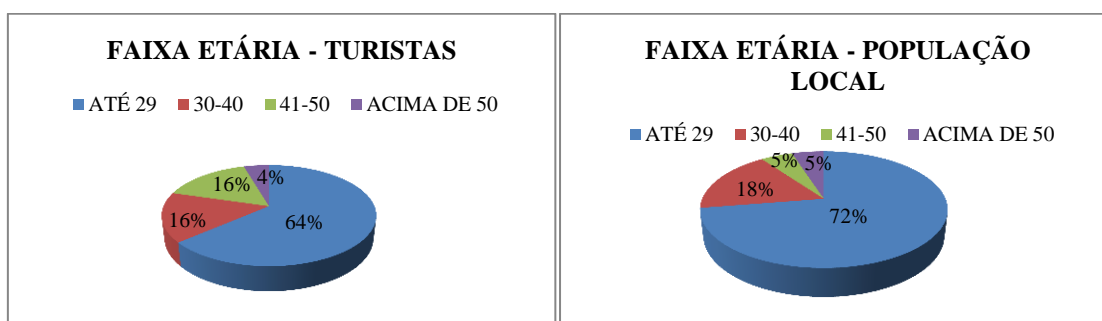 FAIXA ETÁRIA - TURISTAS
ATÉ 29 30-40 41-50 ACIMA DE 50
4%
16%
16%
64%
FAIXA ETÁRIA - POPULAÇÃO
LOCAL
ATÉ 29 30-40 41-50 ACIMA DE 50
5% 5%
18%
72%